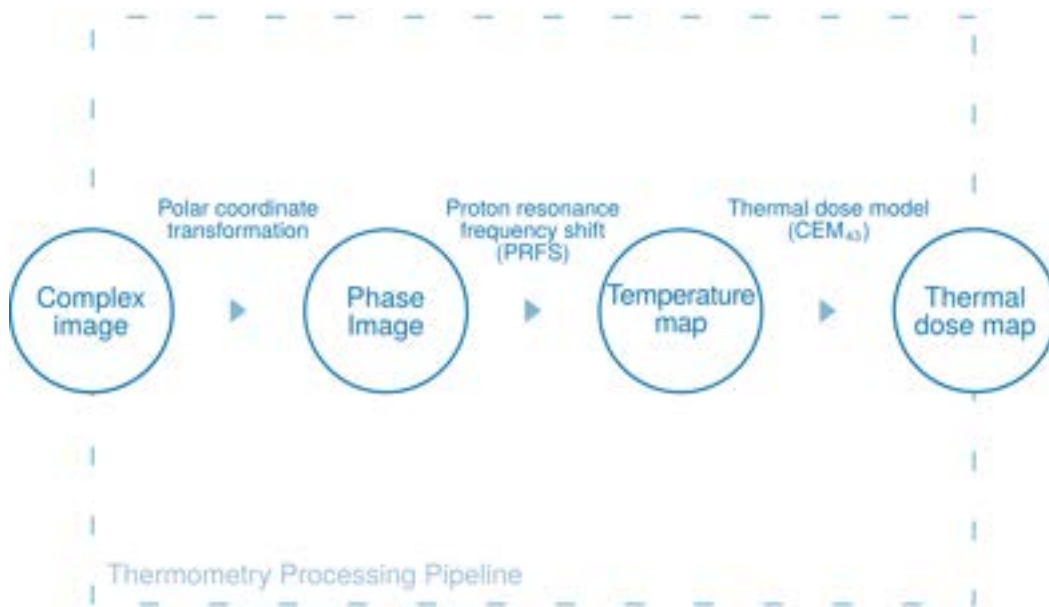 Polar coordinate
transformation
Proton resonance
frequency shift
(PRFS)
Thermal dose model
(CEM₄₃)
Complex
image
Phase
Image
Temperature
map
Thermal
dose map
Thermometry Processing Pipeline